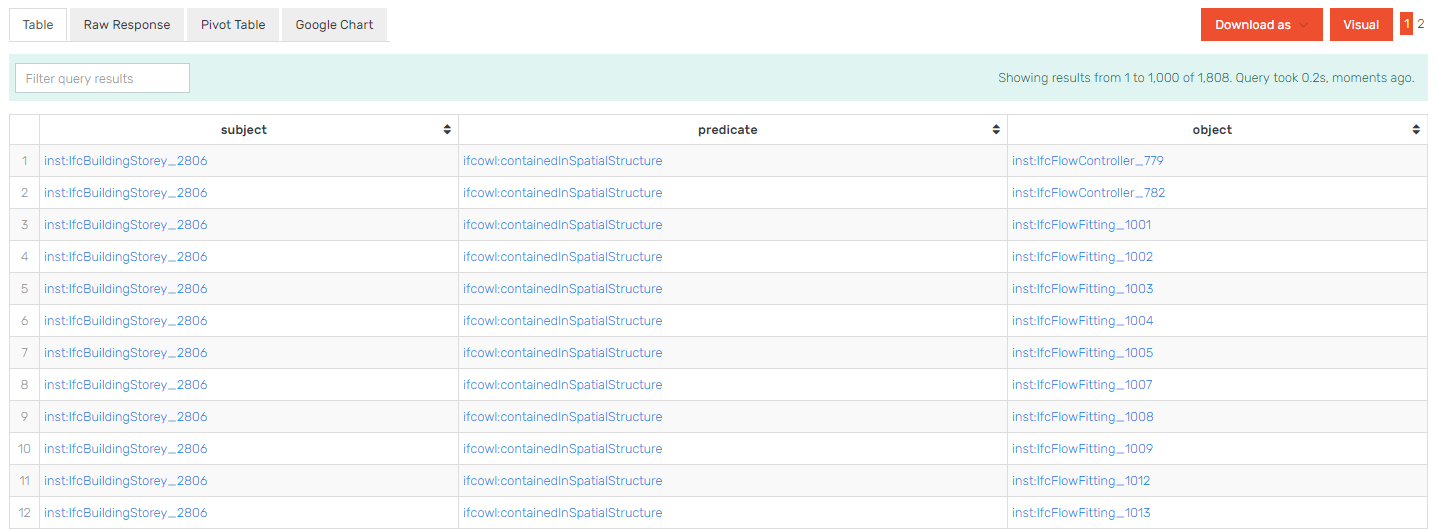 Table Raw Response Pivot Table Google Chart Download as Visual 1 2
Filter query results Showing results from 1 to 1,000 of 1,808. Query took 0.2s, moments ago.
subject predicate object
1 inst:IfcBuildingStorey_2806 ifcowl:containedInSpatialStructure inst:IfcFlowController_779
2 inst:IfcBuildingStorey_2806 ifcowl:containedInSpatialStructure inst:IfcFlowController_782
3 inst:IfcBuildingStorey_2806 ifcowl:containedInSpatialStructure inst:IfcFlowFitting_1001
4 inst:IfcBuildingStorey_2806 ifcowl:containedInSpatialStructure inst:IfcFlowFitting_1002
5 inst:IfcBuildingStorey_2806 ifcowl:containedInSpatialStructure inst:IfcFlowFitting_1003
6 inst:IfcBuildingStorey_2806 ifcowl:containedInSpatialStructure inst:IfcFlowFitting_1004
7 inst:IfcBuildingStorey_2806 ifcowl:containedInSpatialStructure inst:IfcFlowFitting_1005
8 inst:IfcBuildingStorey_2806 ifcowl:containedInSpatialStructure inst:IfcFlowFitting_1007
9 inst:IfcBuildingStorey_2806 ifcowl:containedInSpatialStructure inst:IfcFlowFitting_1008
10 inst:IfcBuildingStorey_2806 ifcowl:containedInSpatialStructure inst:IfcFlowFitting_1009
11 inst:IfcBuildingStorey_2806 ifcowl:containedInSpatialStructure inst:IfcFlowFitting_1012
12 inst:IfcBuildingStorey_2806 ifcowl:containedInSpatialStructure inst:IfcFlowFitting_1013